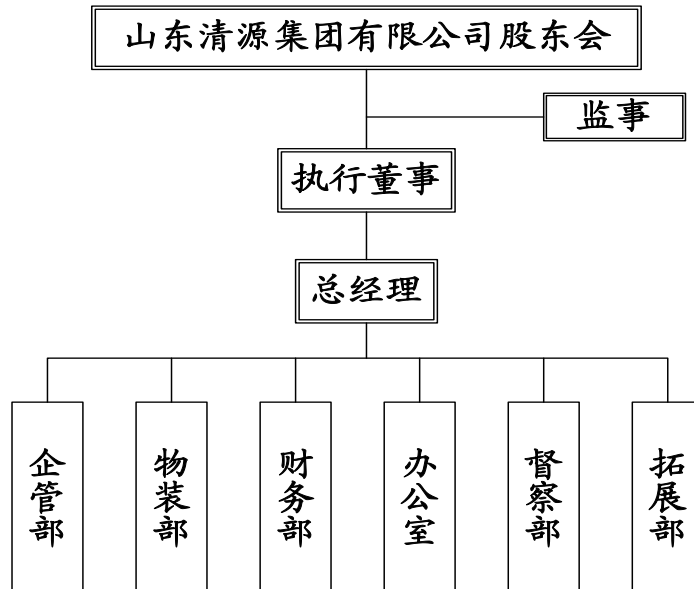 山东清源集团有限公司股东会
监事
执行董事
总经理
企管部
物装部
财务部
办公室
督察部
拓展部